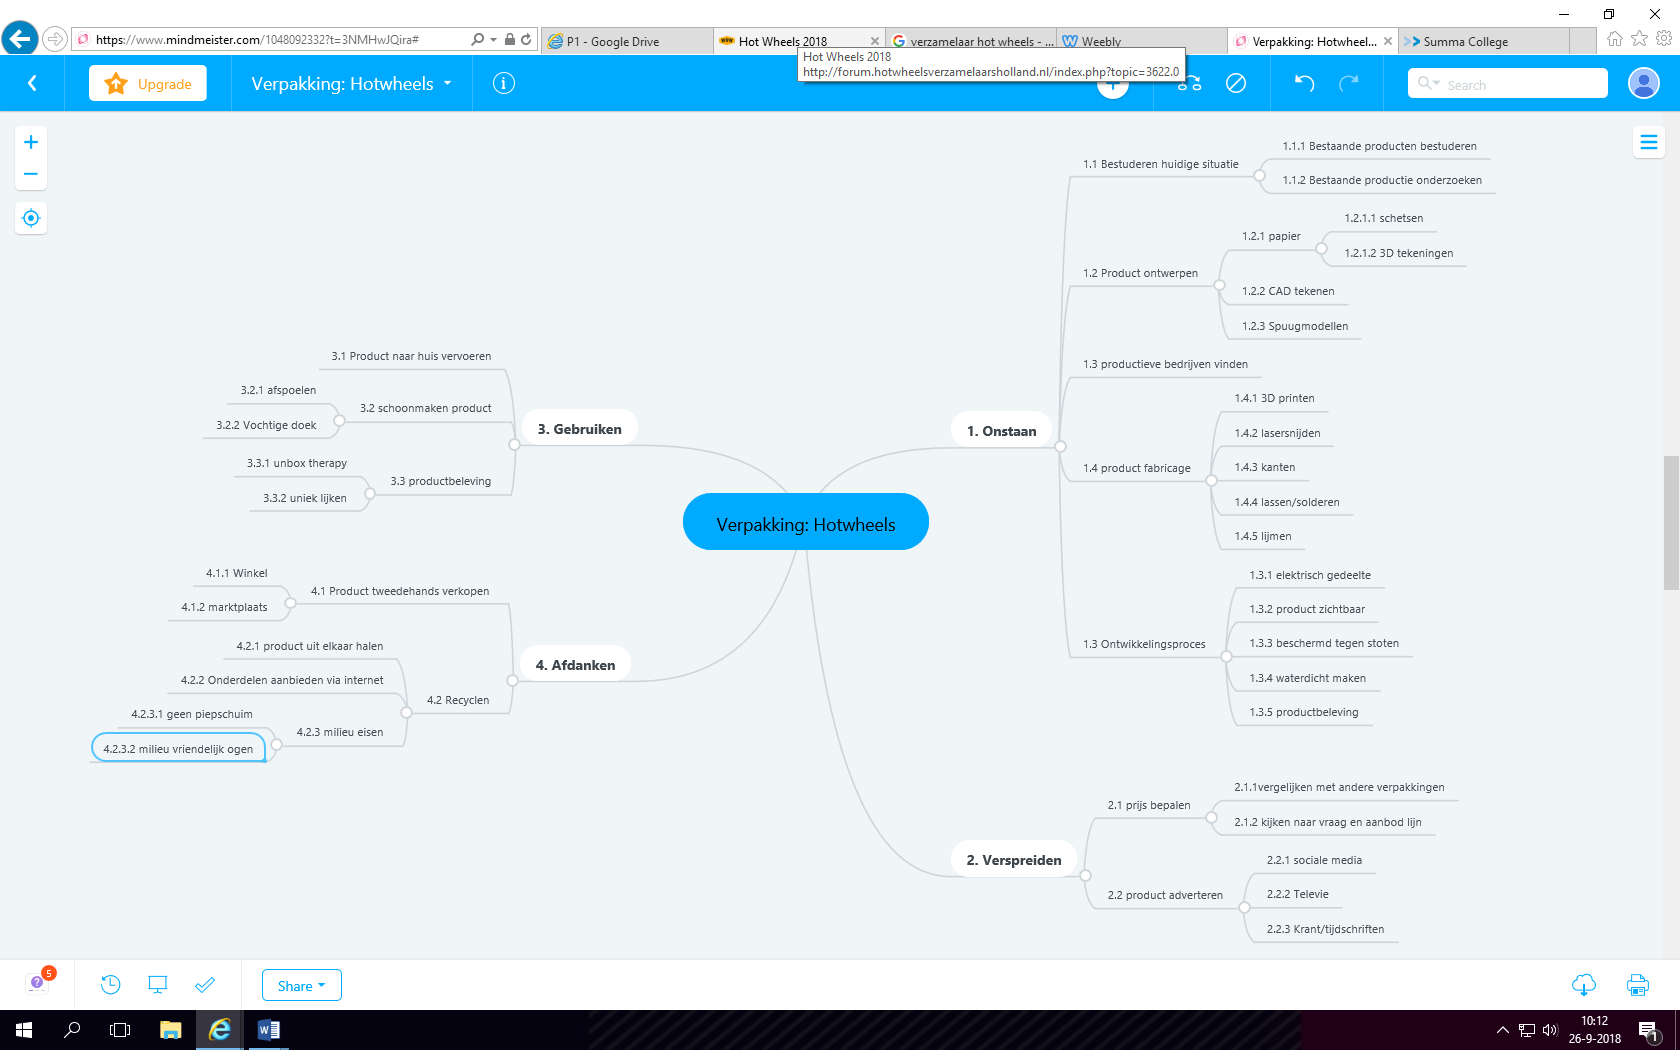 https://www.mindmeister.com/1048092332?t=3NMHwJQira#
P1 - Google Drive
Hot Wheels 2018
verzamelaar hot wheels - ...
Weebly
Verpakking: Hotwheel...
Summa College
Hot Wheels 2018
http://forum.hotwheelsverzamelaarsholland.nl/index.php?topic=3622.0
Upgrade
Verpakking: Hotwheels
Search
Verpakking: Hotwheels
1. Onstaan
1.1 Bestuderen huidige situatie
1.1.1 Bestaande producten bestuderen
1.1.2 Bestaande productie onderzoeken
1.2 Product ontwerpen
1.2.1 papier
1.2.1.1 schetsen
1.2.1.2 3D tekeningen
1.2.2 CAD tekenen
1.2.3 Spuugmodellen
1.3 productieve bedrijven vinden
1.4 product fabricage
1.4.1 3D printen
1.4.2 lasersnijden
1.4.3 kanten
1.4.4 lassen/solderen
1.4.5 lijmen
1.3 Ontwikkelingsproces
1.3.1 elektrisch gedeelte
1.3.2 product zichtbaar
1.3.3 beschermd tegen stoten
1.3.4 waterdicht maken
1.3.5 productbeleving
2. Verspreiden
2.1 prijs bepalen
2.1.1vergelijken met andere verpakkingen
2.1.2 kijken naar vraag en aanbod lijn
2.2 product adverteren
2.2.1 sociale media
2.2.2 Televie
2.2.3 Krant/tijdschriften
3. Gebruiken
3.1 Product naar huis vervoeren
3.2 schoonmaken product
3.2.1 afspoelen
3.2.2 Vochtige doek
3.3 productbeleving
3.3.1 unbox therapy
3.3.2 uniek lijken
4. Afdanken
4.1 Product tweedehands verkopen
4.1.1 Winkel
4.1.2 marktplaats
4.2 Recyclen
4.2.1 product uit elkaar halen
4.2.2 Onderdelen aanbieden via internet
4.2.3 milieu eisen
4.2.3.1 geen piepschuim
4.2.3.2 milieu vriendelijk ogen
5
Share
10:12
26-9-2018
1